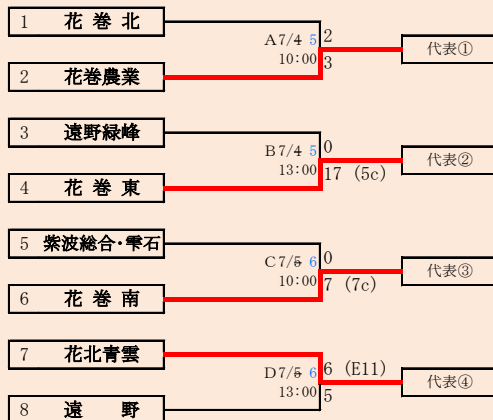 1 花巻北
A7/4 5 2
代表①
10:00 3
2 花巻農業
3 遠野緑峰
B7/4 5 0
代表②
13:00 17 (5c)
4 花巻東
5 紫波総合・雫石
C7/5 6 0
代表③
10:00 7 (7c)
6 花巻南
7 花北青雲
D7/5 6 6 (E11)
代表④
13:00 5
8 遠野